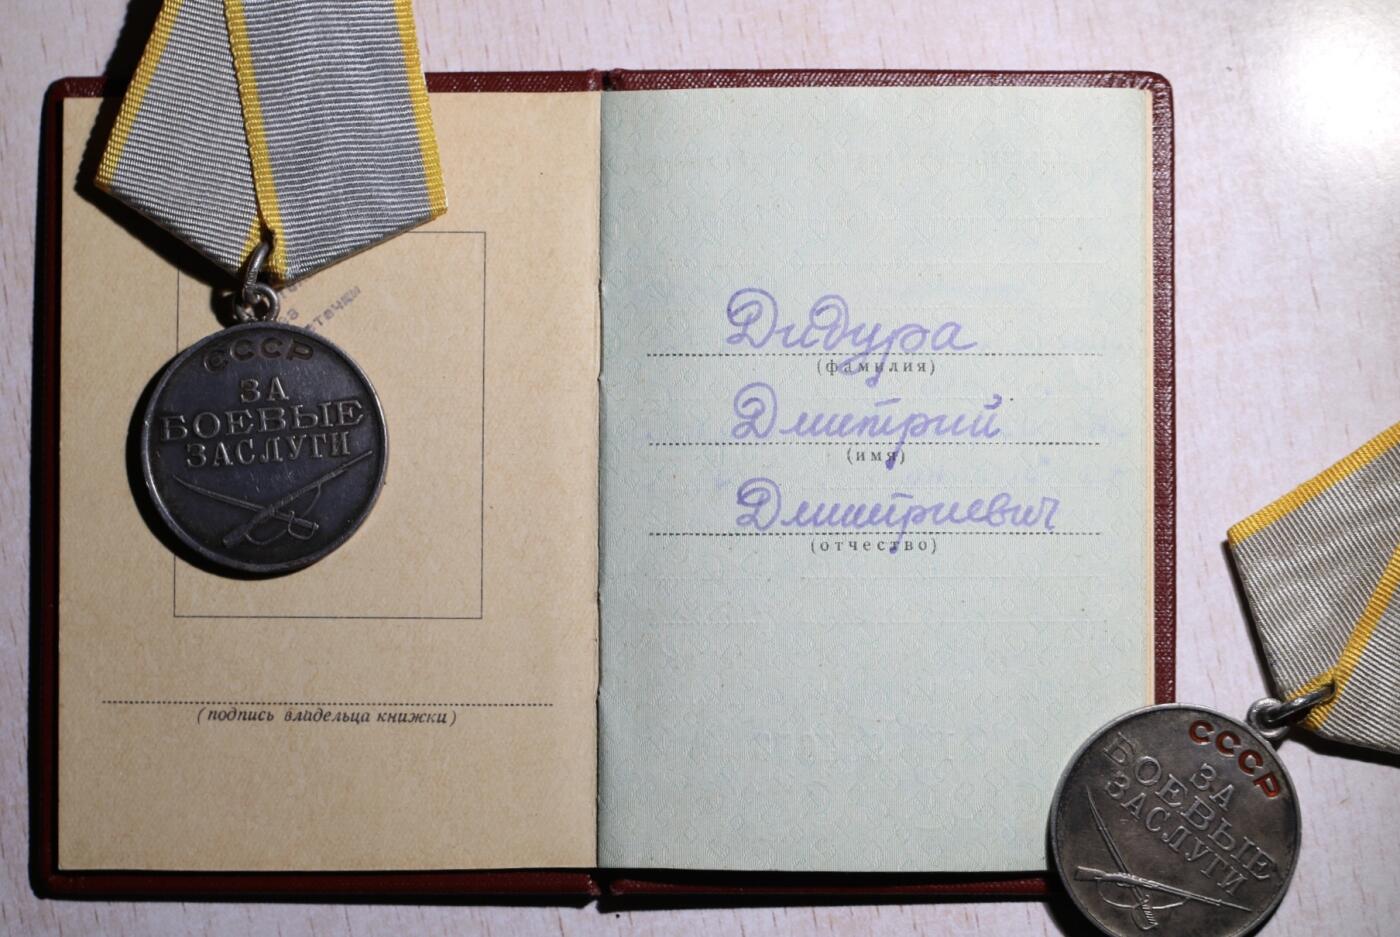 СССР
ЗА
БОЕВЫЕ
ЗАСЛУГИ
(подпись владельца книжки)
Дидура
(фамилия)
Дмитрий
(имя)
Дмитриевич
(отчество)
СССР
ЗА
БОЕВЫЕ
ЗАСЛУГИ